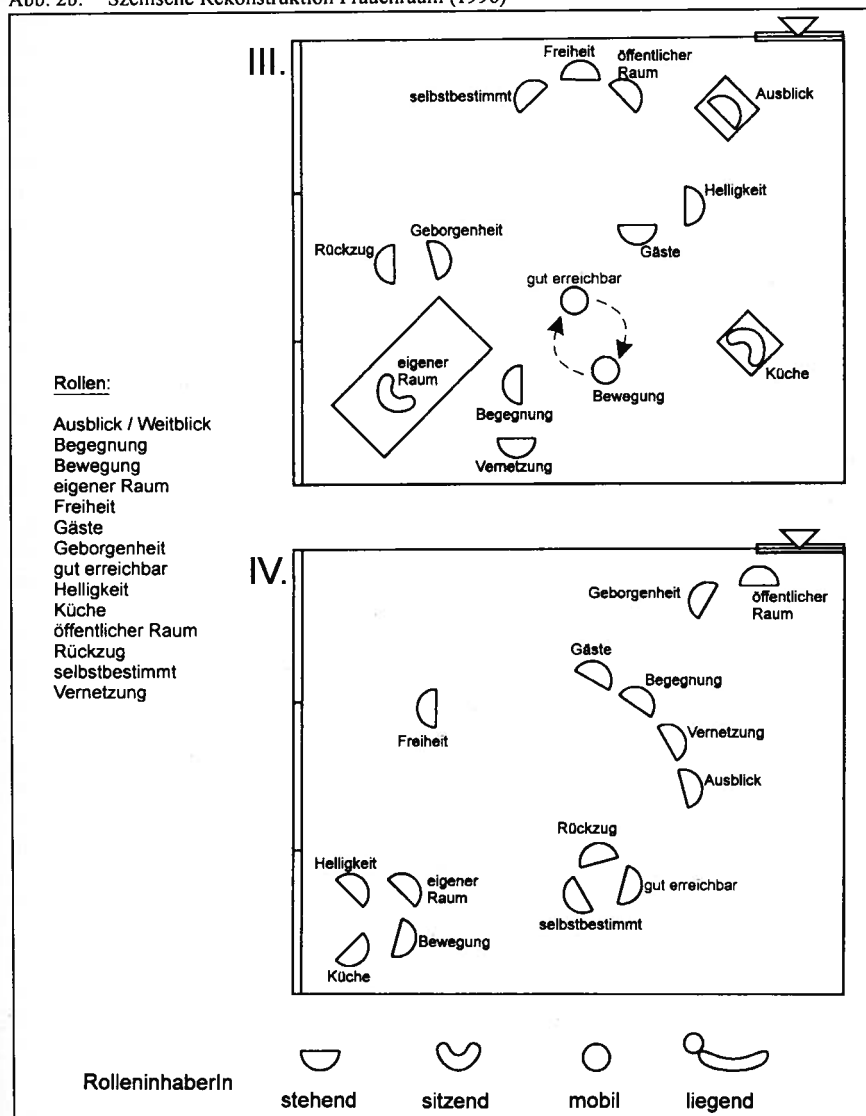 Abb. 2b: Szenische Rekonstruktion Frauenraum (1996)
III.
Freiheit
öffentlicher
Raum
selbstbestimmt
Ausblick
Helligkeit
Gäste
Rückzug
Geborgenheit
gut erreichbar
eigener
Raum
Begegnung
Bewegung
Küche
Vernetzung
Rollen:
Ausblick / Weitblick
Begegnung
Bewegung
eigener Raum
Freiheit
Gäste
Geborgenheit
gut erreichbar
Helligkeit
Küche
öffentlicher Raum
Rückzug
selbstbestimmt
Vernetzung
IV.
Geborgenheit
öffentlicher
Raum
Gäste
Begegnung
Vernetzung
Freiheit
Ausblick
Rückzug
gut erreichbar
selbstbestimmt
Helligkeit
eigener
Raum
Bewegung
Küche
RolleninhaberIn
stehend
sitzend
mobil
liegend